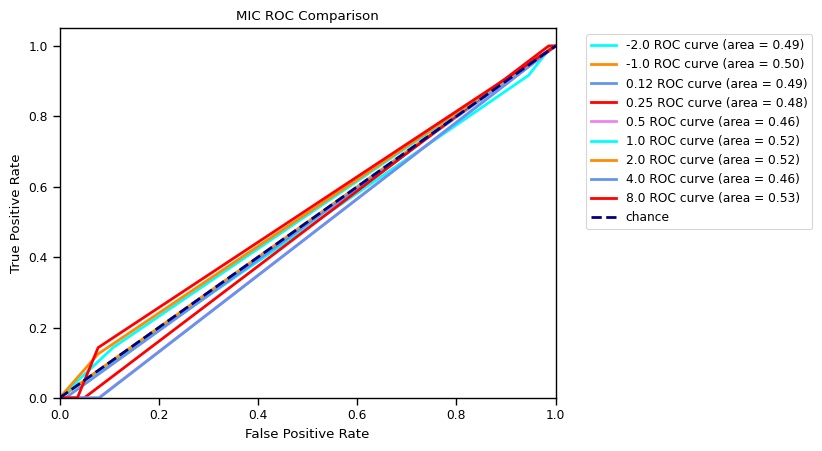 MIC ROC Comparison
1.0
0.8
0.6
0.4
0.2
0.0
True Positive Rate
0.0 0.2 0.4 0.6 0.8 1.0
False Positive Rate
-2.0 ROC curve (area = 0.49)
-1.0 ROC curve (area = 0.50)
0.12 ROC curve (area = 0.49)
0.25 ROC curve (area = 0.48)
0.5 ROC curve (area = 0.46)
1.0 ROC curve (area = 0.52)
2.0 ROC curve (area = 0.52)
4.0 ROC curve (area = 0.46)
8.0 ROC curve (area = 0.53)
chance